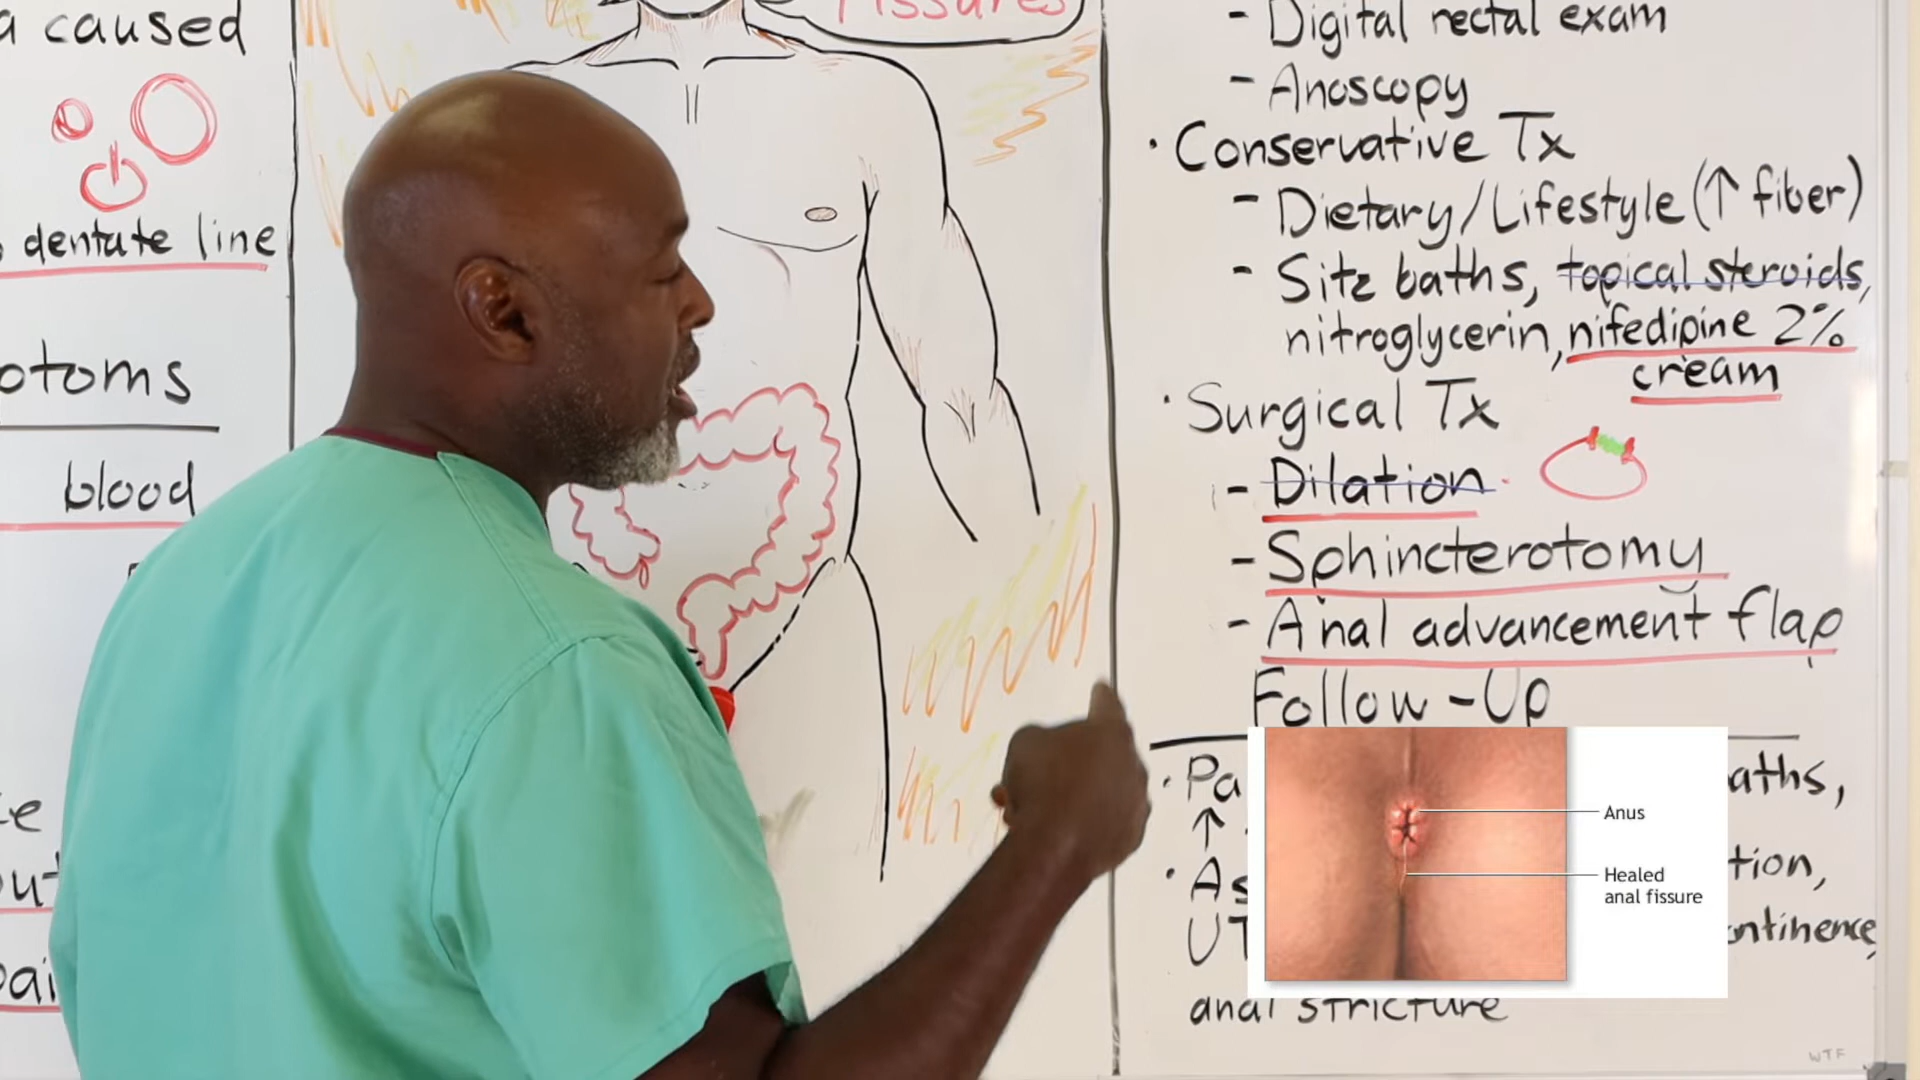 a caused
dentate line
blood
Fissures
- Digital rectal exam
- Anoscopy
· Conservative Tx
- Dietary/Lifestyle (↑ fiber)
- Sitz baths, topical steroids,
nitroglycerin, nifedipine 2%
cream
· Surgical Tx
- Dilation
- Sphincterotomy
- Anal advancement flap
Follow-Up
· Pa aths,
↑
· As tion,
UT ontinence,
anal stricture
Anus
Healed
anal fissure
WTF